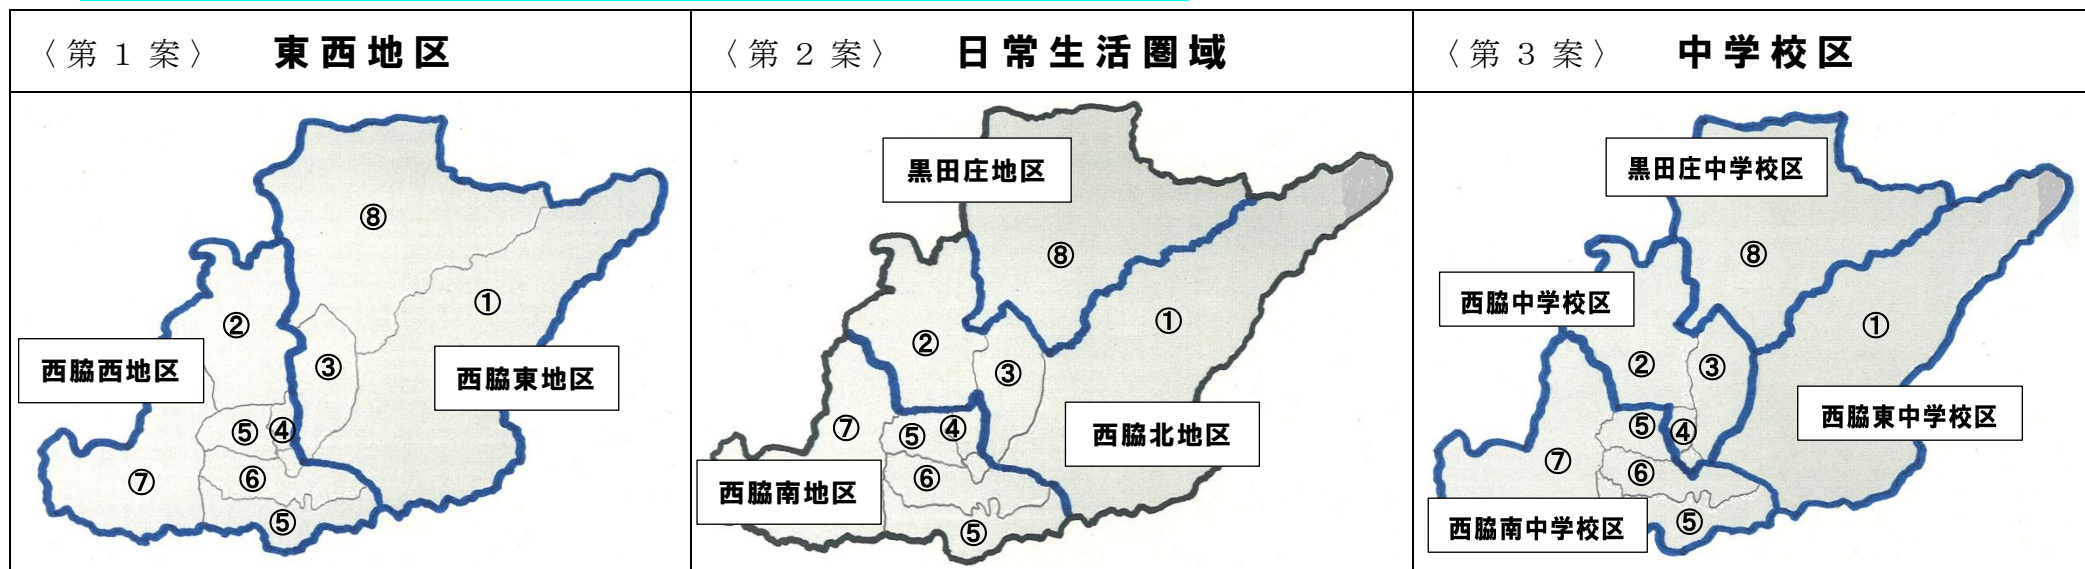 〈第１案〉 東西地区
⑧
①
②
③
西脇西地区
西脇東地区
⑤
④
⑦
⑥
⑤
〈第２案〉 日常生活圏域
黒田庄地区
⑧
①
②
③
⑦
⑤
④
西脇北地区
⑥
西脇南地区
⑤
〈第３案〉 中学校区
黒田庄中学校区
⑧
西脇中学校区
①
②
③
西脇東中学校区
⑤
④
⑦
⑥
西脇南中学校区
⑤